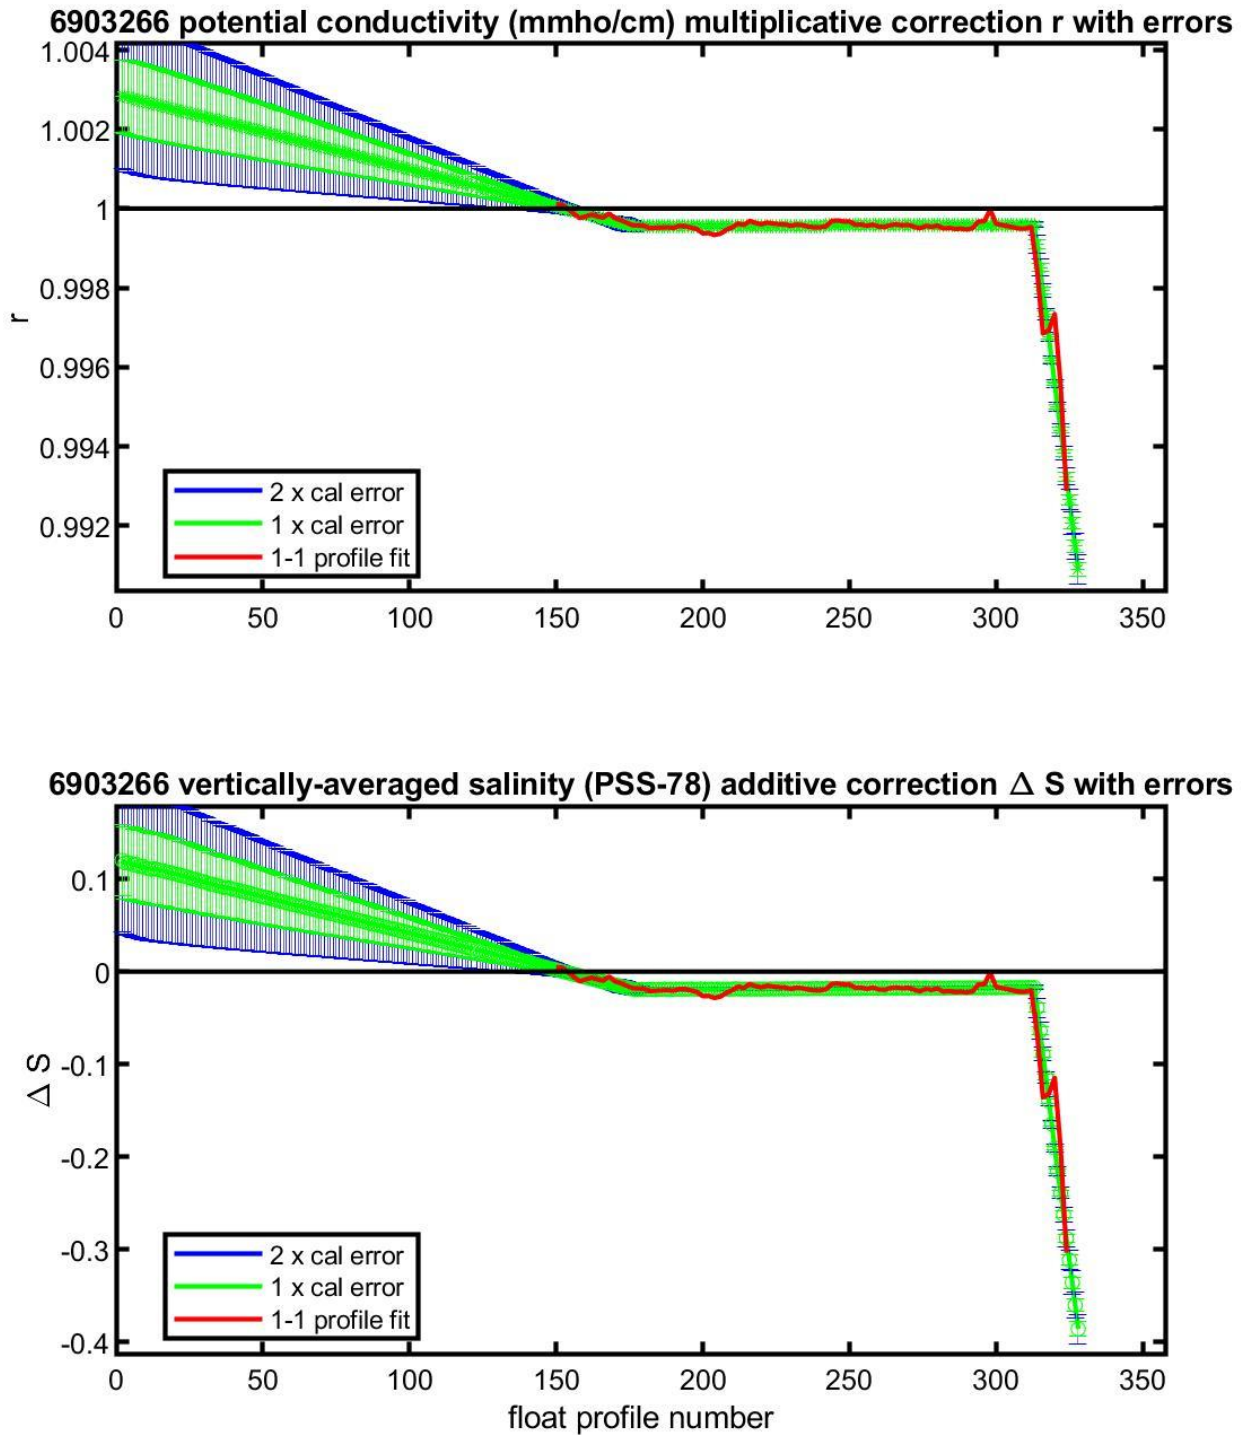 6903266 potential conductivity (mmho/cm) multiplicative correction r with errors
1.004
1.002
1
0.998
0.996
0.994
0.992
r
2 x cal error
1 x cal error
1-1 profile fit
0 50 100 150 200 250 300 350
6903266 vertically-averaged salinity (PSS-78) additive correction Δ S with errors
0.1
0
-0.1
-0.2
-0.3
-0.4
Δ S
2 x cal error
1 x cal error
1-1 profile fit
0 50 100 150 200 250 300 350
float profile number